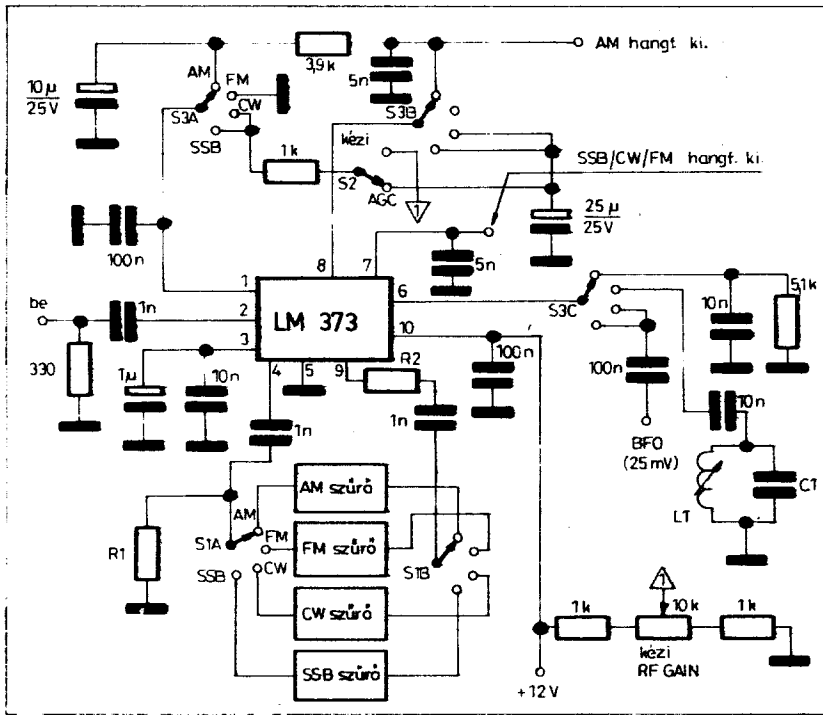 AM hangf. ki.
3,9k
10μ
25V
AM
FM
CW
SSB
S3A
5n
S3B
1k
kézi
S2
AGC
1
SSB/CW/FM hangf. ki.
25μ
25V
100n
1
8
7
5n
6
S3C
10n
5,1k
be
1n
2
LM 373
10
330
1μ
10n
3
4
5
9
R2
100n
1n
1n
100n
10n
BFO
(25mV)
LT
CT
R1
AM
FM
CW
SSB
S1A
AM szűrő
FM szűrő
CW szűrő
SSB szűrő
S1B
1
1k
10k
1k
kézi
RF GAIN
+12V